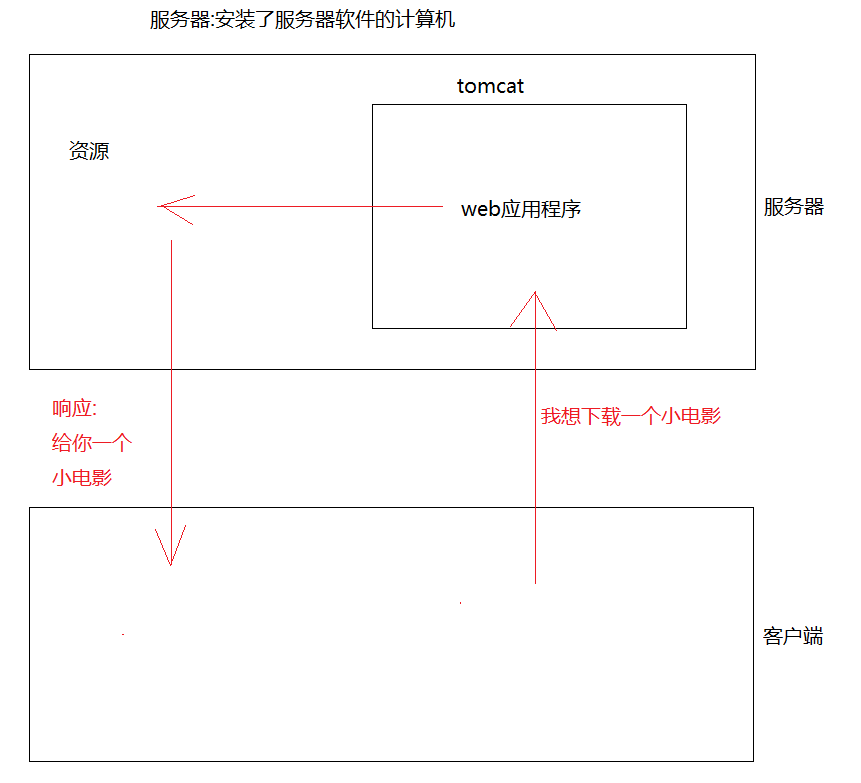 服务器:安装了服务器软件的计算机
tomcat
资源
web应用程序
服务器
响应:
给你一个
小电影
我想下载一个小电影
客户端